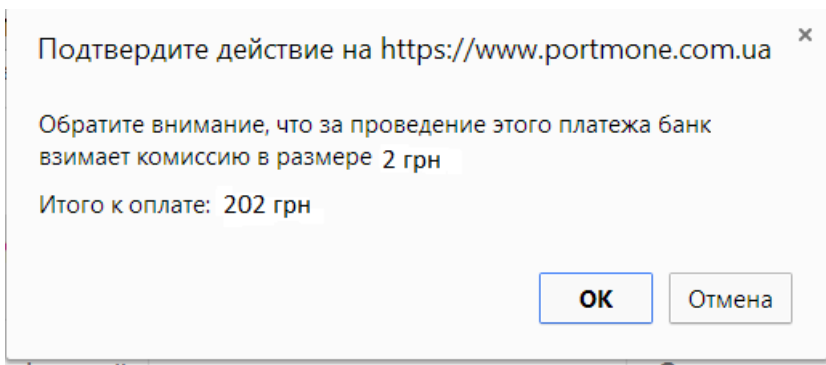 Подтвердите действие на https://www.portmone.com.ua ×
Обратите внимание, что за проведение этого платежа банк
взимает комиссию в размере 2 грн
Итого к оплате: 202 грн
ОК Отмена